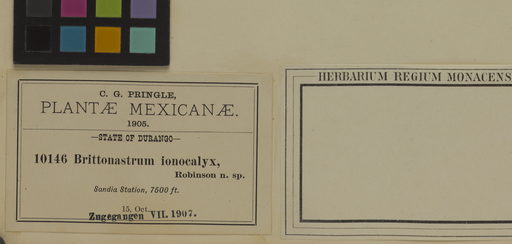 C. G. PRINGLE,
PLANTÆ MEXICANÆ.
1905.
—STATE OF DURANGO—
10146 Brittonastrum ionocalyx,
Robinson n. sp.
Sandia Station, 7500 ft.
15. Oct.
Zugegangen VII. 1907.
HERBARIUM REGIUM MONACENS